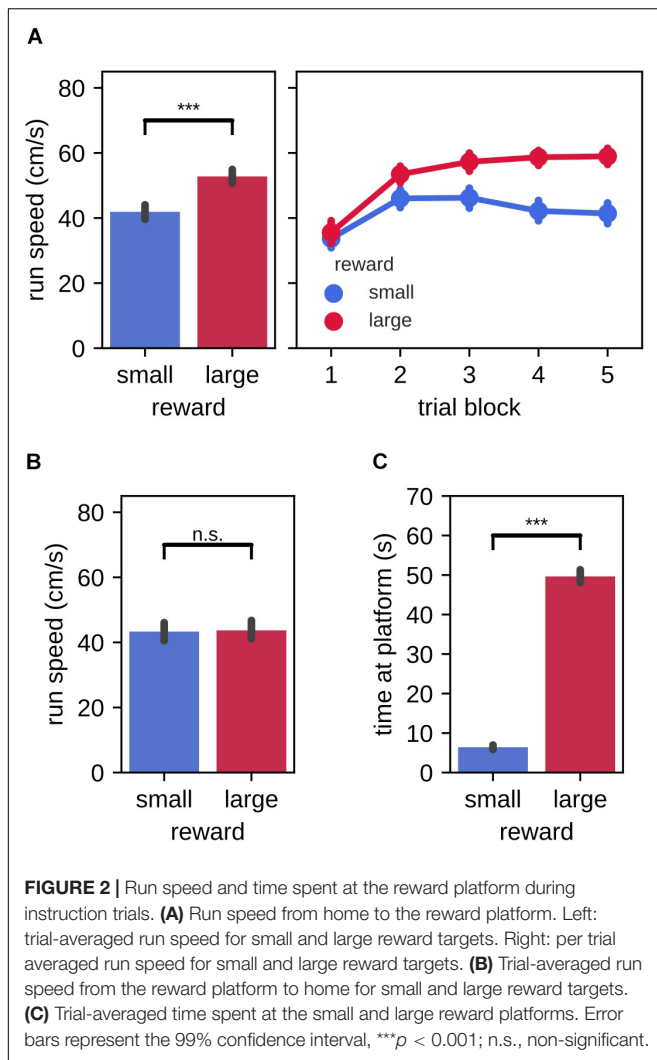 A
80
60
40
20
0
run speed (cm/s)
***
small large
reward
reward
small
large
1 2 3 4 5
trial block
B
80
60
40
20
0
run speed (cm/s)
n.s.
small large
reward
C
70
60
50
40
30
20
10
0
time at platform (s)
***
small large
reward
FIGURE 2 | Run speed and time spent at the reward platform during
instruction trials. (A) Run speed from home to the reward platform. Left:
trial-averaged run speed for small and large reward targets. Right: per trial
averaged run speed for small and large reward targets. (B) Trial-averaged run
speed from the reward platform to home for small and large reward targets.
(C) Trial-averaged time spent at the small and large reward platforms. Error
bars represent the 99% confidence interval, ***p < 0.001; n.s., non-significant.